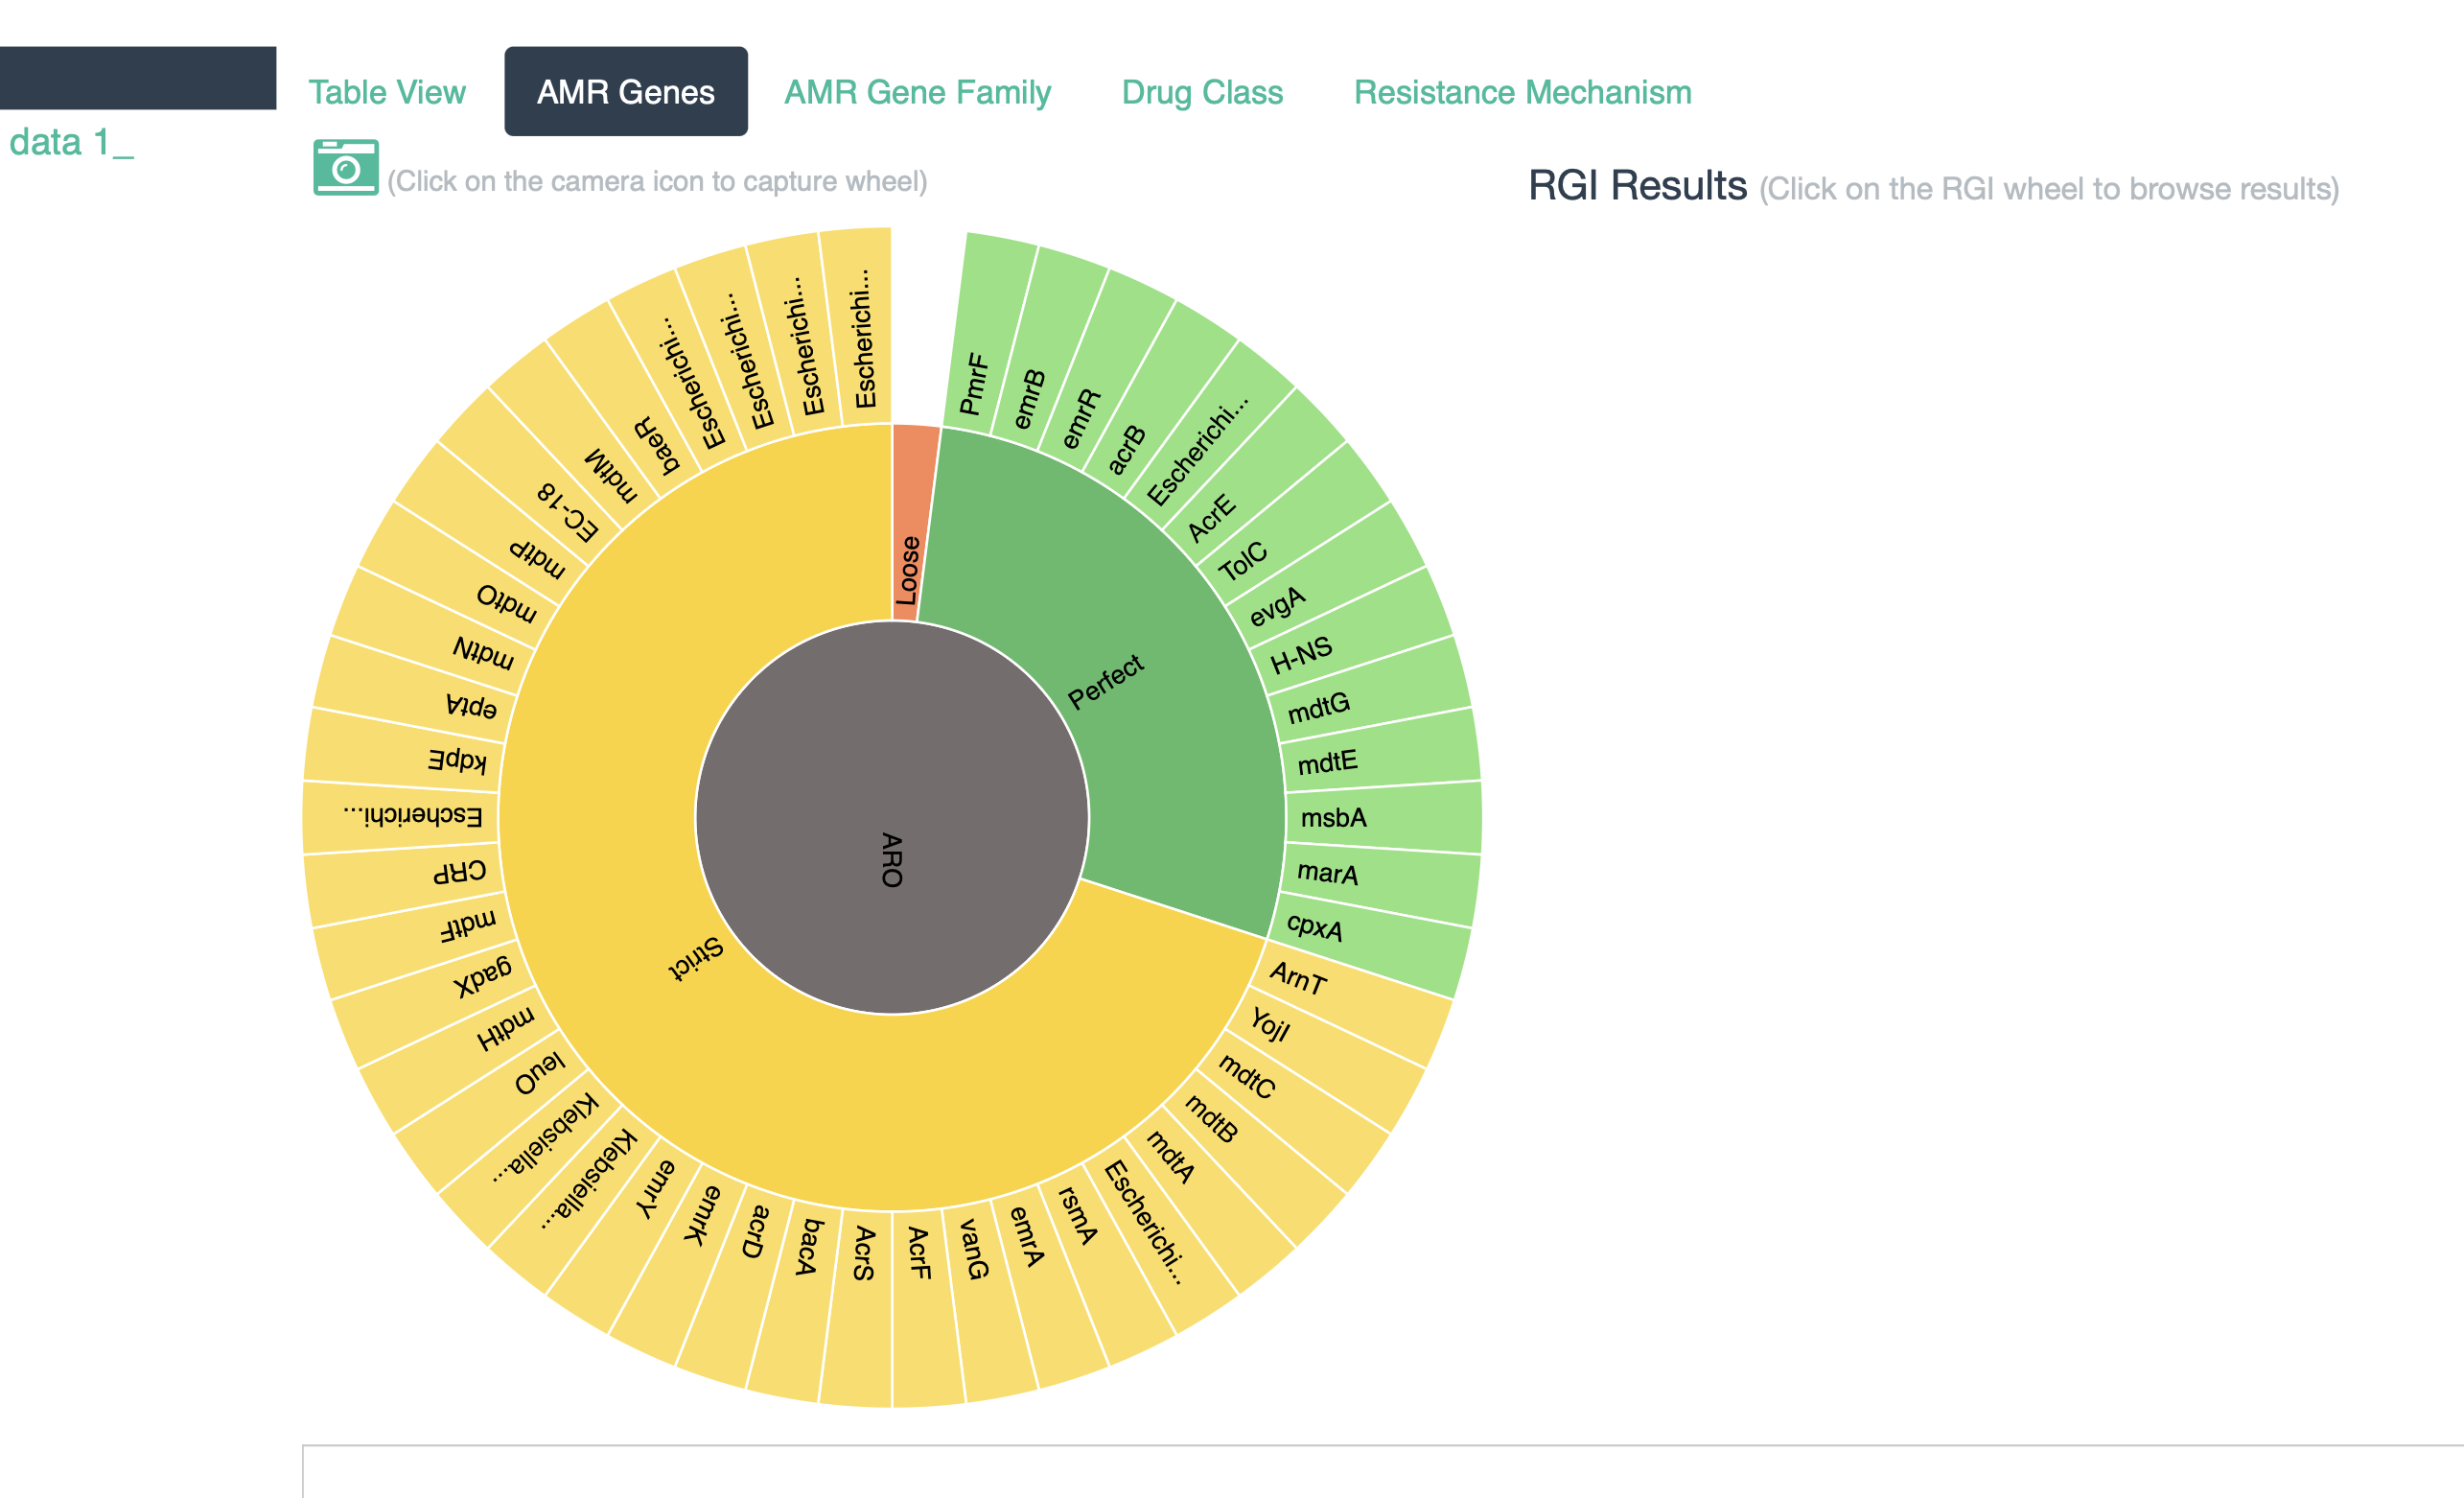 Table View
AMR Genes
AMR Gene Family
Drug Class
Resistance Mechanism
data 1_
(Click on the camera icon to capture wheel)
RGI Results (Click on the RGI wheel to browse results)
Loose
Perfect
Strict
ARO
PmrF
emrB
emrR
acrB
Escherichi...
AcrE
TolC
evgA
H-NS
mdtG
mdtE
msbA
marA
cpxA
ArnT
YojI
mdtC
mdtB
mdtA
Escherichi...
rsmA
emrA
vanG
AcrF
AcrS
bacA
acrD
emrK
emrY
Klebsiella...
Klebsiella...
leuO
mdtH
gadX
mdtF
CRP
Escherichi...
kdpE
eptA
mdtN
mdtO
mdtP
EC-18
mdtM
baeR
Escherichi...
Escherichi...
Escherichi...
Escherichi...